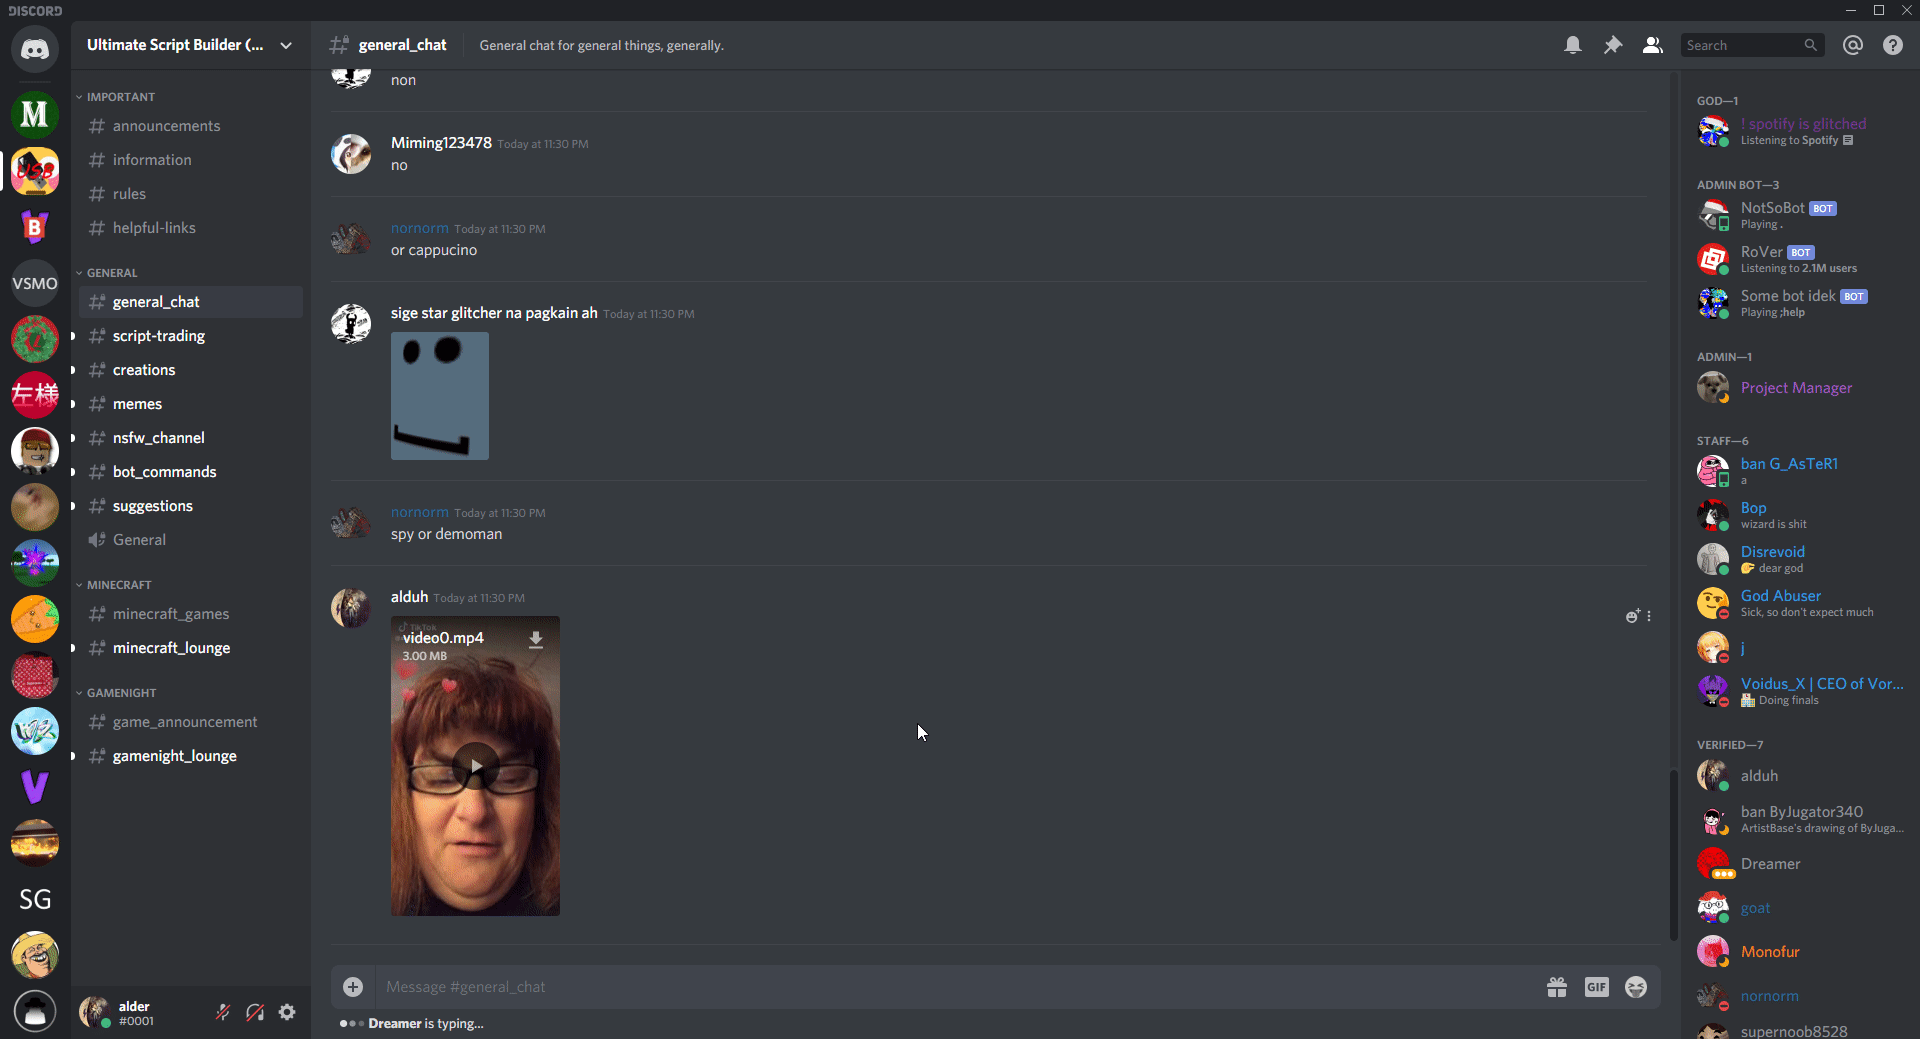 DISCORD
Ultimate Script Builder (...
general_chat
General chat for general things, generally.
Search
M
USB
B
VSMO
左様
V
SG
IMPORTANT
announcements
information
rules
helpful-links
GENERAL
general_chat
script-trading
creations
memes
nsfw_channel
bot_commands
suggestions
General
MINECRAFT
minecraft_games
minecraft_lounge
GAMENIGHT
game_announcement
gamenight_lounge
alder
#0001
non
Miming123478 Today at 11:30 PM
no
nornorm Today at 11:30 PM
or cappucino
sige star glitcher na pagkain ah Today at 11:30 PM
nornorm Today at 11:30 PM
spy or demoman
alduh Today at 11:30 PM
TikTok
video0.mp4
3.00 MB
Message #general_chat
GIF
Dreamer is typing...
GOD—1
! spotify is glitched
Listening to Spotify
ADMIN BOT—3
NotSoBot BOT
Playing .
RoVer BOT
Listening to 2.1M users
Some bot idek BOT
Playing ;help
ADMIN—1
Project Manager
STAFF—6
ban G_AsTeR1
a
Bop
wizard is shit
Disrevoid
dear god
God Abuser
Sick, so don't expect much
j
Voidus_X | CEO of Vor...
Doing finals
VERIFIED—7
alduh
ban ByJugator340
ArtistBase's drawing of ByJuga...
Dreamer
goat
Monofur
nornorm
supernoob8528